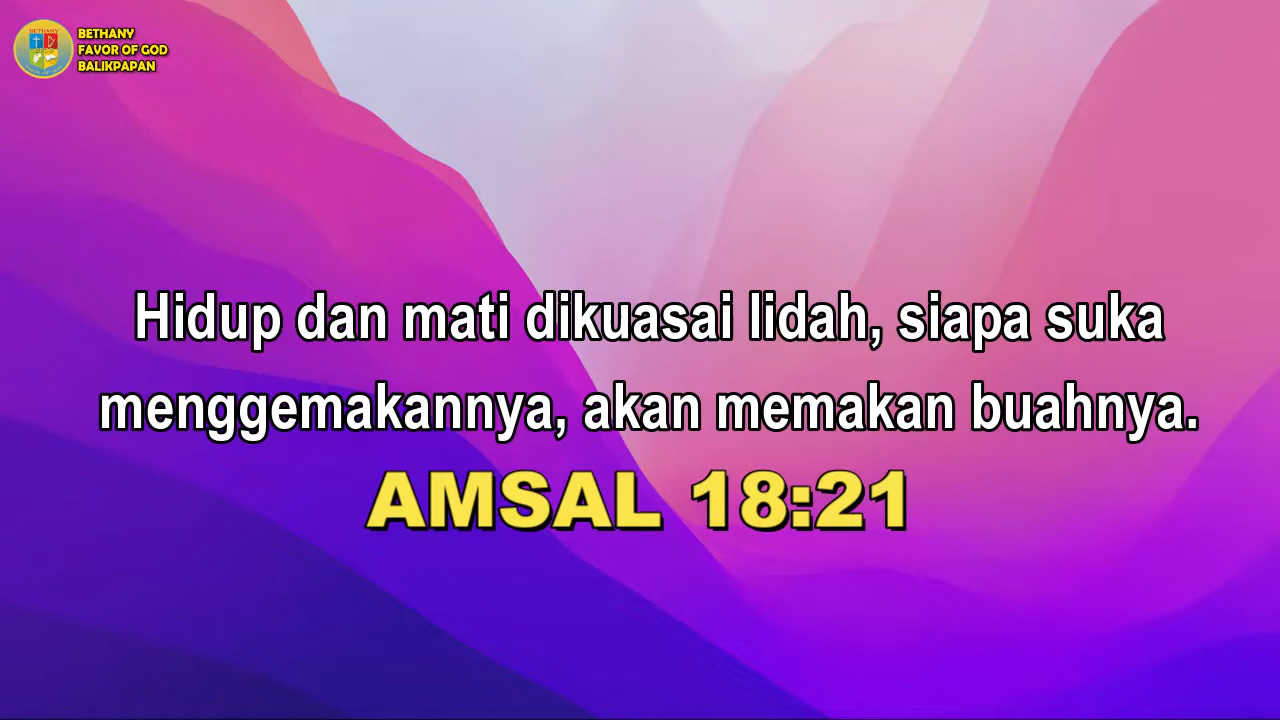 BETHANY
FAVOR OF GOD
BALIKPAPAN
Hidup dan mati dikuasai lidah, siapa suka
menggemakannya, akan memakan buahnya.
AMSAL 18:21